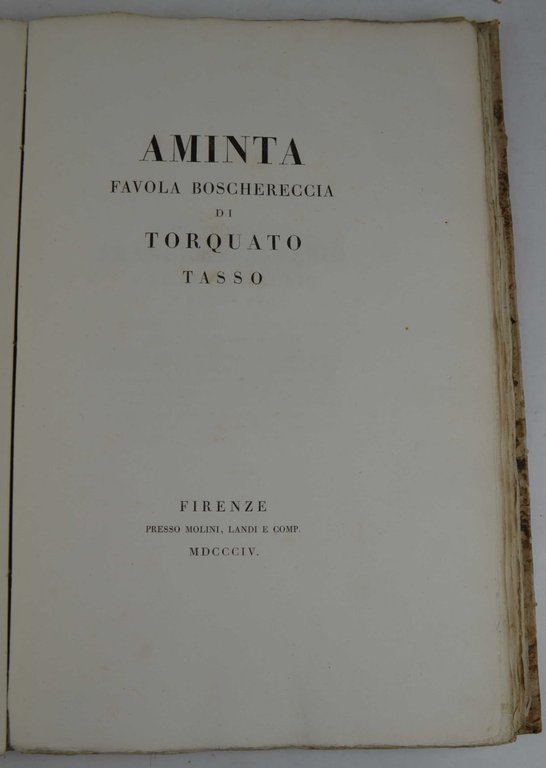 AMINTA
FAVOLA BOSCHERECCIA
DI
TORQUATO
TASSO
FIRENZE
PRESSO MOLINI, LANDI E COMP.
MDCCCIV.